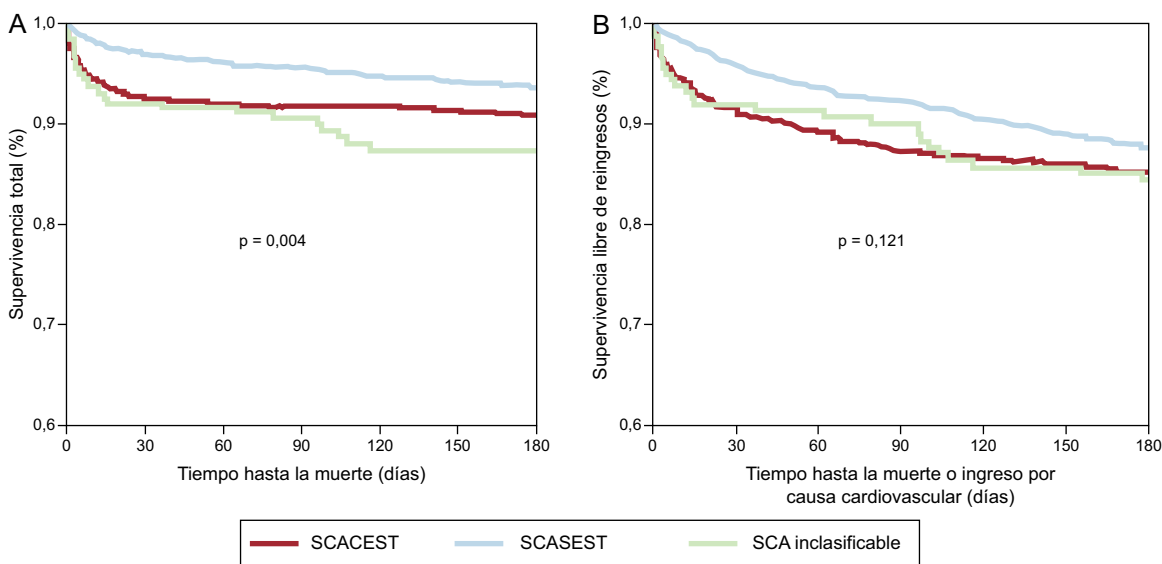 A
Supervivencia total (%)
1,0
0,9
0,8
0,7
0,6
p = 0,004
0 30 60 90 120 150 180
Tiempo hasta la muerte (días)
B
Supervivencia libre de reingresos (%)
1,0
0,9
0,8
0,7
0,6
p = 0,121
0 30 60 90 120 150 180
Tiempo hasta la muerte o ingreso por
causa cardiovascular (días)
SCACEST SCASEST SCA inclasificable